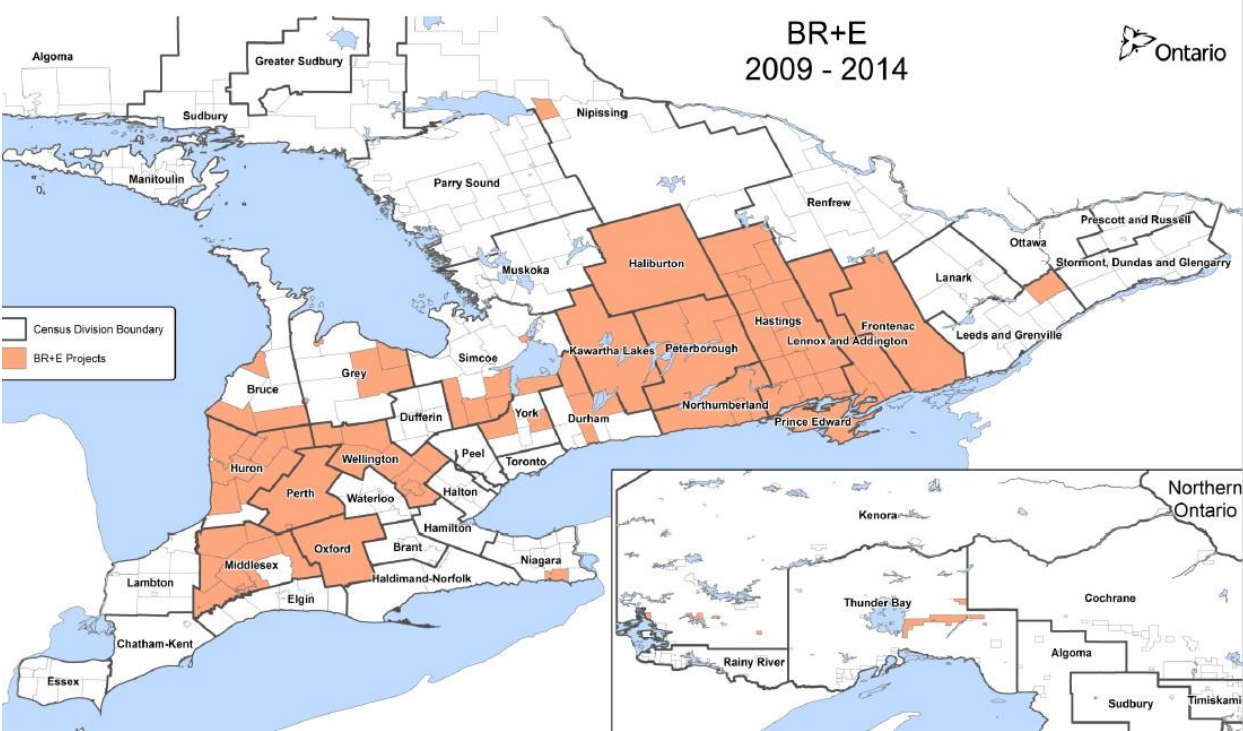 BR+E
2009 - 2014
Ontario
Algoma
Greater Sudbury
Sudbury
Nipissing
Manitoulin
Parry Sound
Renfrew
Prescott and Russell
Ottawa
Stormont, Dundas and Glengarry
Muskoka
Haliburton
Lanark
Census Division Boundary
BR+E Projects
Hastings
Frontenac
Lennox and Addington
Leeds and Grenville
Simcoe
Kawartha Lakes
Peterborough
Bruce
Grey
Dufferin
York
Durham
Northumberland
Prince Edward
Huron
Wellington
Peel
Toronto
Perth
Waterloo
Halton
Hamilton
Oxford
Brant
Niagara
Middlesex
Lambton
Haldimand-Norfolk
Elgin
Chatham-Kent
Essex
Northern
Ontario
Kenora
Thunder Bay
Cochrane
Rainy River
Algoma
Sudbury
Timiskami